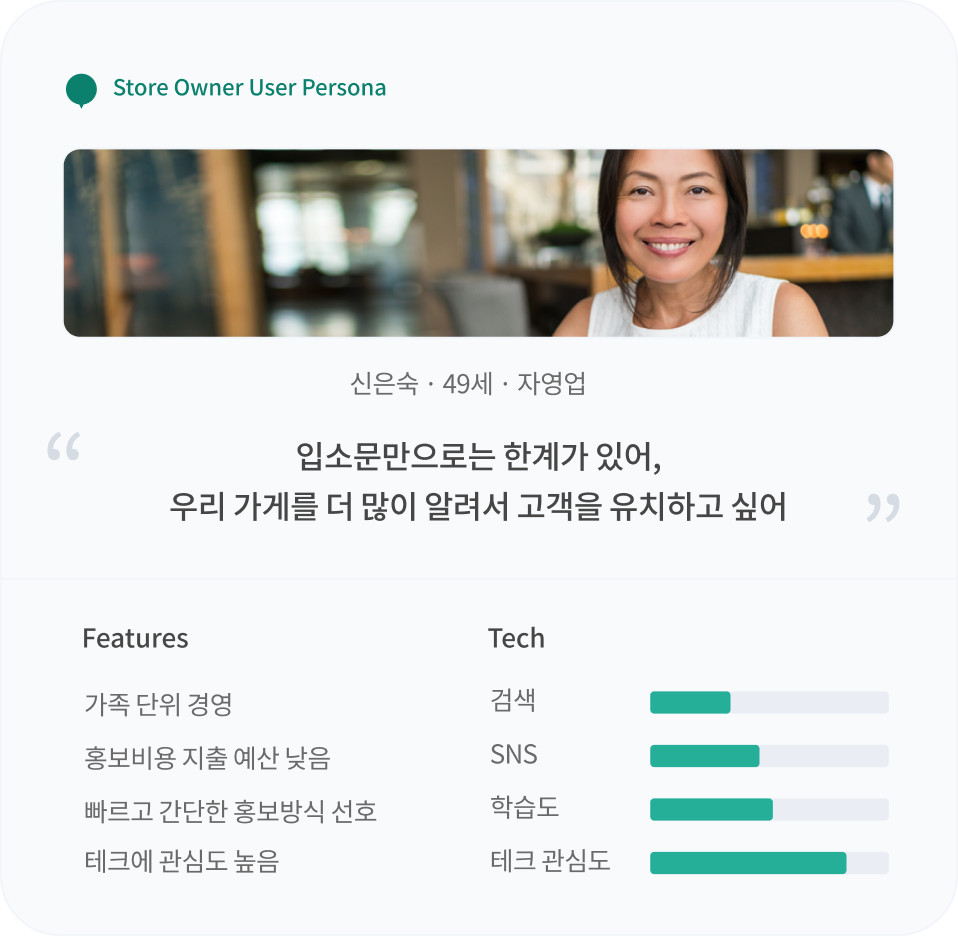 Store Owner User Persona
신은숙 · 49세 · 자영업
“
입소문만으로는 한계가 있어,
우리 가게를 더 많이 알려서 고객을 유치하고 싶어
”
Features
가족 단위 경영
홍보비용 지출 예산 낮음
빠르고 간단한 홍보방식 선호
테크에 관심도 높음
Tech
검색
SNS
학습도
테크 관심도